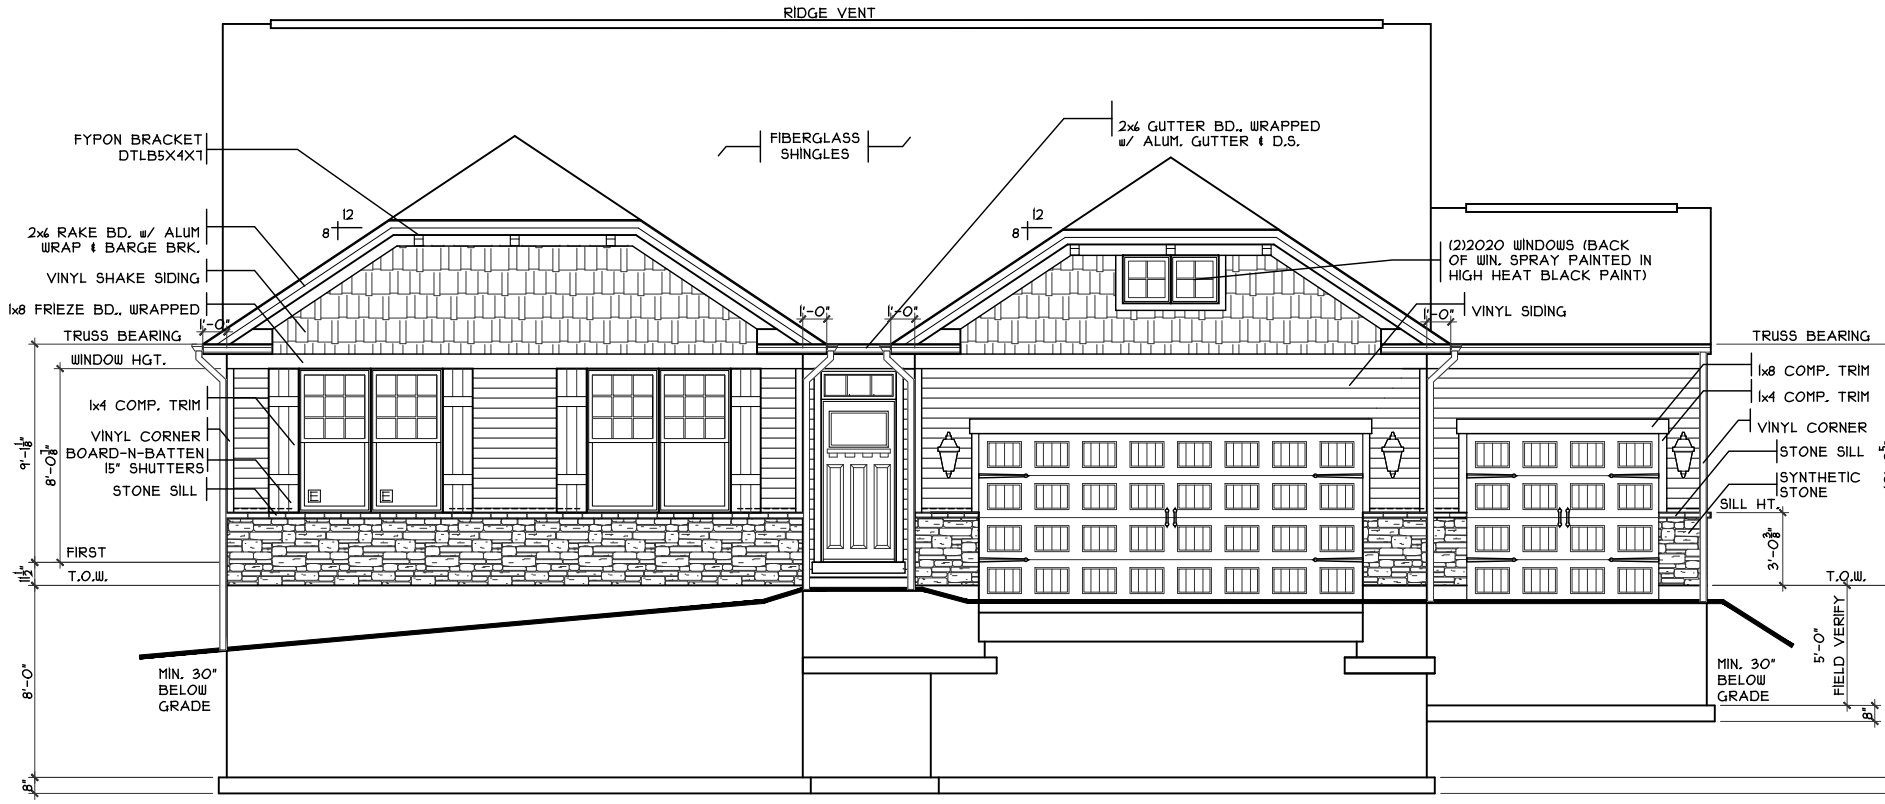 RIDGE VENT
FYPON BRACKET
DTLB5X4X7
FIBERGLASS
SHINGLES
2x6 GUTTER BD., WRAPPED
w/ ALUM. GUTTER & D.S.
12
8
12
8
2x6 RAKE BD. w/ ALUM
WRAP & BARGE BRK.
(2)2020 WINDOWS (BACK
OF WIN. SPRAY PAINTED IN
HIGH HEAT BLACK PAINT)
VINYL SHAKE SIDING
1x8 FRIEZE BD., WRAPPED
VINYL SIDING
1'-0"
1'-0"
1'-0"
1'-0"
TRUSS BEARING
TRUSS BEARING
WINDOW HGT.
1x8 COMP. TRIM
1x4 COMP. TRIM
1x4 COMP. TRIM
VINYL CORNER
VINYL CORNER
BOARD-N-BATTEN
15" SHUTTERS
STONE SILL
STONE SILL
SYNTHETIC
STONE
E
E
SILL HT.
9'-1 1/8"
8'-0 7/8"
3'-0 3/8"
FIRST
T.O.W.
T.O.W.
11 1/2"
MIN. 30"
BELOW
GRADE
MIN. 30"
BELOW
GRADE
5'-0"
FIELD VERIFY
8'-0"
8"
8"